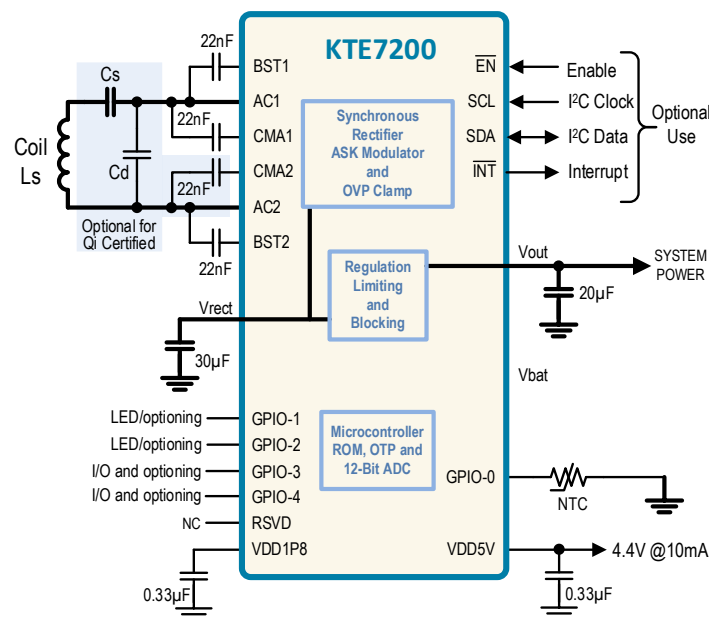 KTE7200
22nF
BST1
Cs
AC1
22nF
CMA1
Coil
Ls
Cd
CMA2
22nF
AC2
Optional for
Qi Certified
BST2
22nF
Synchronous
Rectifier
ASK Modulator
and
OVP Clamp
EN
Enable
SCL
I²C Clock
SDA
I²C Data
INT
Interrupt
Optional
Use
Regulation
Limiting
and
Blocking
Vout
SYSTEM
POWER
20µF
Vrect
30µF
Vbat
LED/optioning
GPIO-1
LED/optioning
GPIO-2
I/O and optioning
GPIO-3
I/O and optioning
GPIO-4
NC
RSVD
VDD1P8
0.33µF
Microcontroller
ROM, OTP and
12-Bit ADC
GPIO-0
NTC
VDD5V
4.4V @10mA
0.33µF